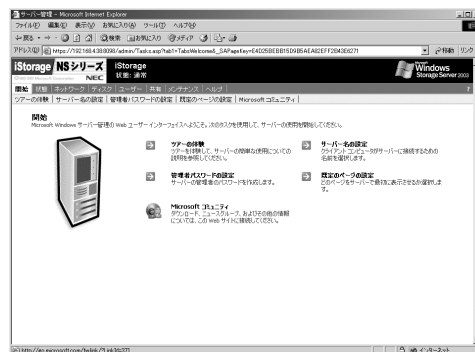 サーバー管理 - Microsoft Internet Explorer
ファイル(F) 編集(E) 表示(V) お気に入り(A) ツール(T) ヘルプ(H)
戻る 検索 お気に入り メディア
アドレス(D) https://192.168.4.38:8098/admin/Tasks.asp?tab1=TabsWelcome&_SAPageKey=E4D25BEBB15D9B5AEA82EFF2B43E6271 移動 リンク
iStorage NSシリーズ iStorage
状態: 通常
NEC
Windows
Storage Server 2003
開始 状態 ネットワーク ディスク ユーザー 共有 メンテナンス ヘルプ ?
ツアーの体験 サーバー名の設定 管理者パスワードの設定 既定のページの設定 Microsoft コミュニティ
開始
Microsoft Windows サーバー管理の Web ユーザーインターフェイスへようこそ。次のタスクを使用して、サーバーの使用を開始してください。
ツアーの体験
ツアーを体験して、サーバーの簡単な使用についての
説明を参照してください。
サーバー名の設定
クライアント コンピュータがサーバーに接続するための
名前を選択します。
管理者パスワードの設定
サーバーの管理者のパスワードを作成します。
既定のページの設定
どのページをサーバーで最初に表示させるか選択しま
す。
Microsoft コミュニティ
ダウンロード、ニュースグループ、およびその他の情報
については、この Web サイトに接続してください。
http://go.microsoft.com/fwlink/?LinkId=271 インターネット